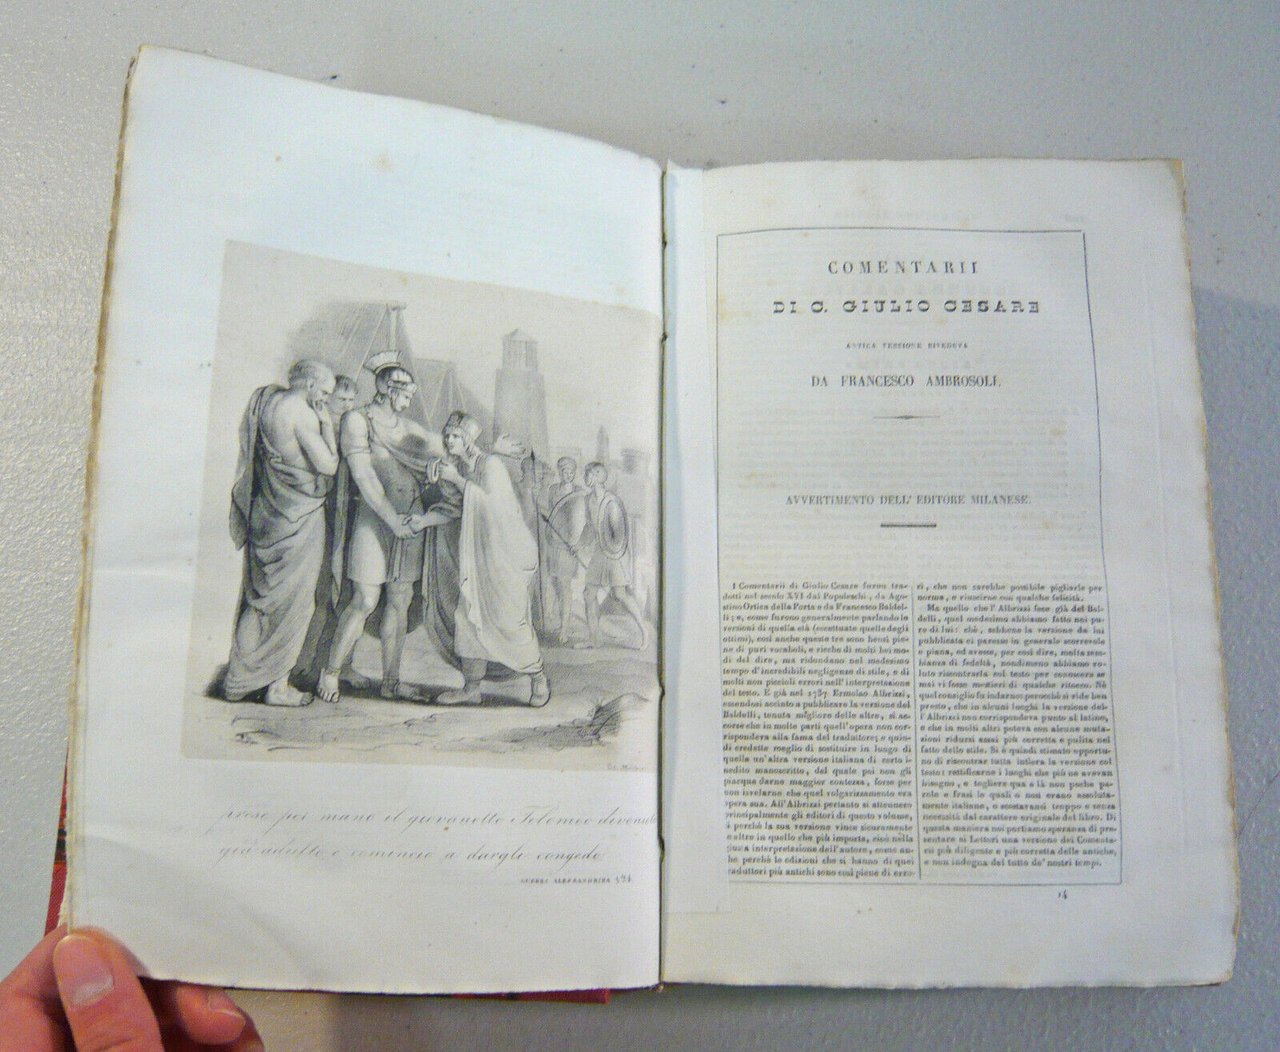 prese per mano il giovanetto Tolomeo divenuto
già adulto e cominciò a dargli congedo.
GUERRA ALESSANDRINA 524.
COMENTARII
DI C. GIULIO CESARE
ANTICA VERSIONE RIVEDUTA
DA FRANCESCO AMBROSOLI.
AVVERTIMENTO DELL' EDITORE MILANESE.
I Comentarii di Giulio Cesare furon tra-
dotti nel secolo XVI dai Popoleschi, da Ago-
stino Ortica della Porta e da Francesco Baldel-
li; e, come furono generalmente parlando le
versioni di quella età (eccettuate quelle degli
ottimi), così anche queste tre sono bensì pie-
ne di puri vocaboli, e ricche di molti bei mo-
di del dire, ma ridondano nel medesimo
tempo d'incredibili negligenze di stile, e di
molti non piccioli errori nell'interpretazione
del testo. E già nel 1737 Ermolao Albrizzi,
essendosi accinto a pubblicare la versione del
Baldelli, tenuta migliore delle altre, si ac-
corse che in molte parti quell'opera non cor-
rispondeva alla fama del traduttore; e quin-
di credette meglio di sostituire in luogo di
quella un'altra versione italiana di certo i-
nedito manoscritto, del quale poi non gli
piacque darne maggior contezza, forse per
non isvelarne che quel volgarizzamento era
opera sua. All'Albrizzi pertanto si attennero
principalmente gli editori di questo volume,
perchè la sua versione vince sicuramente
e altre in quello che più importa, cioè nella
giusta interpretazione dell'autore, come an-
che perchè le edizioni che si hanno di quei
traduttori più antichi sono così piene di erro-
ri, che non sarebbe possibile pigliarle per
norma, e riuscirne con qualche felicità.
Ma quello che l'Albrizzi fece già del Bal-
delli, quel medesimo abbiamo fatto noi pu-
re di lui: chè, sebbene la versione da lui
pubblicata ci paresse in generale scorrevole
e piana, ed avesse, per così dire, molta sem-
bianza di fedeltà, nondimeno abbiamo vo-
luto riscontrarla col testo per conoscere se
mai vi fosse mestieri di qualche ritocco. Nè
quel consiglio fu indarno: perocchè si vide ben
presto, che in alcuni luoghi la versione del-
l'Albrizzi non corrispondeva punto al latino,
e che in molti altri poteva con alcune muta-
zioni ridursi assai più corretta e pulita nel
fatto dello stile. Si è quindi stimato opportu-
no di riscontrar tutta intiera la versione col
testo: rettificarne i luoghi che più ne avevan
bisogno, e togliere qua e là non poche pa-
role e frasi le quali o non erano assoluta-
mente italiane, o scostavansi troppo e senza
necessità dal carattere originale del libro. Di
questa maniera noi portiamo speranza di pre-
sentare ai Lettori una versione dei Comenta-
rii più diligente e più corretta delle antiche,
e non indegna del tutto de' nostri tempi.
14